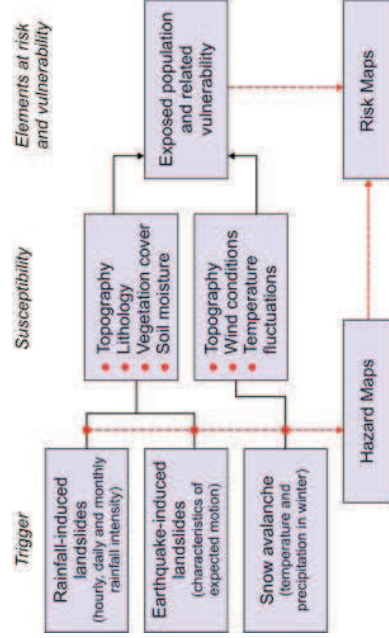 Trigger
Susceptibility
Elements at risk
and vulnerability
Rainfall-induced
landslides
(hourly, daily and monthly
rainfall intensity)
Earthquake-induced
landslides
(characteristics of
expected motion)
Snow avalanche
(temperature and
precipitation in winter)
Topography
Lithology
Vegetation cover
Soil moisture
Topography
Wind conditions
Temperature
fluctuations
Exposed population
and related
vulnerability
Hazard Maps
Risk Maps